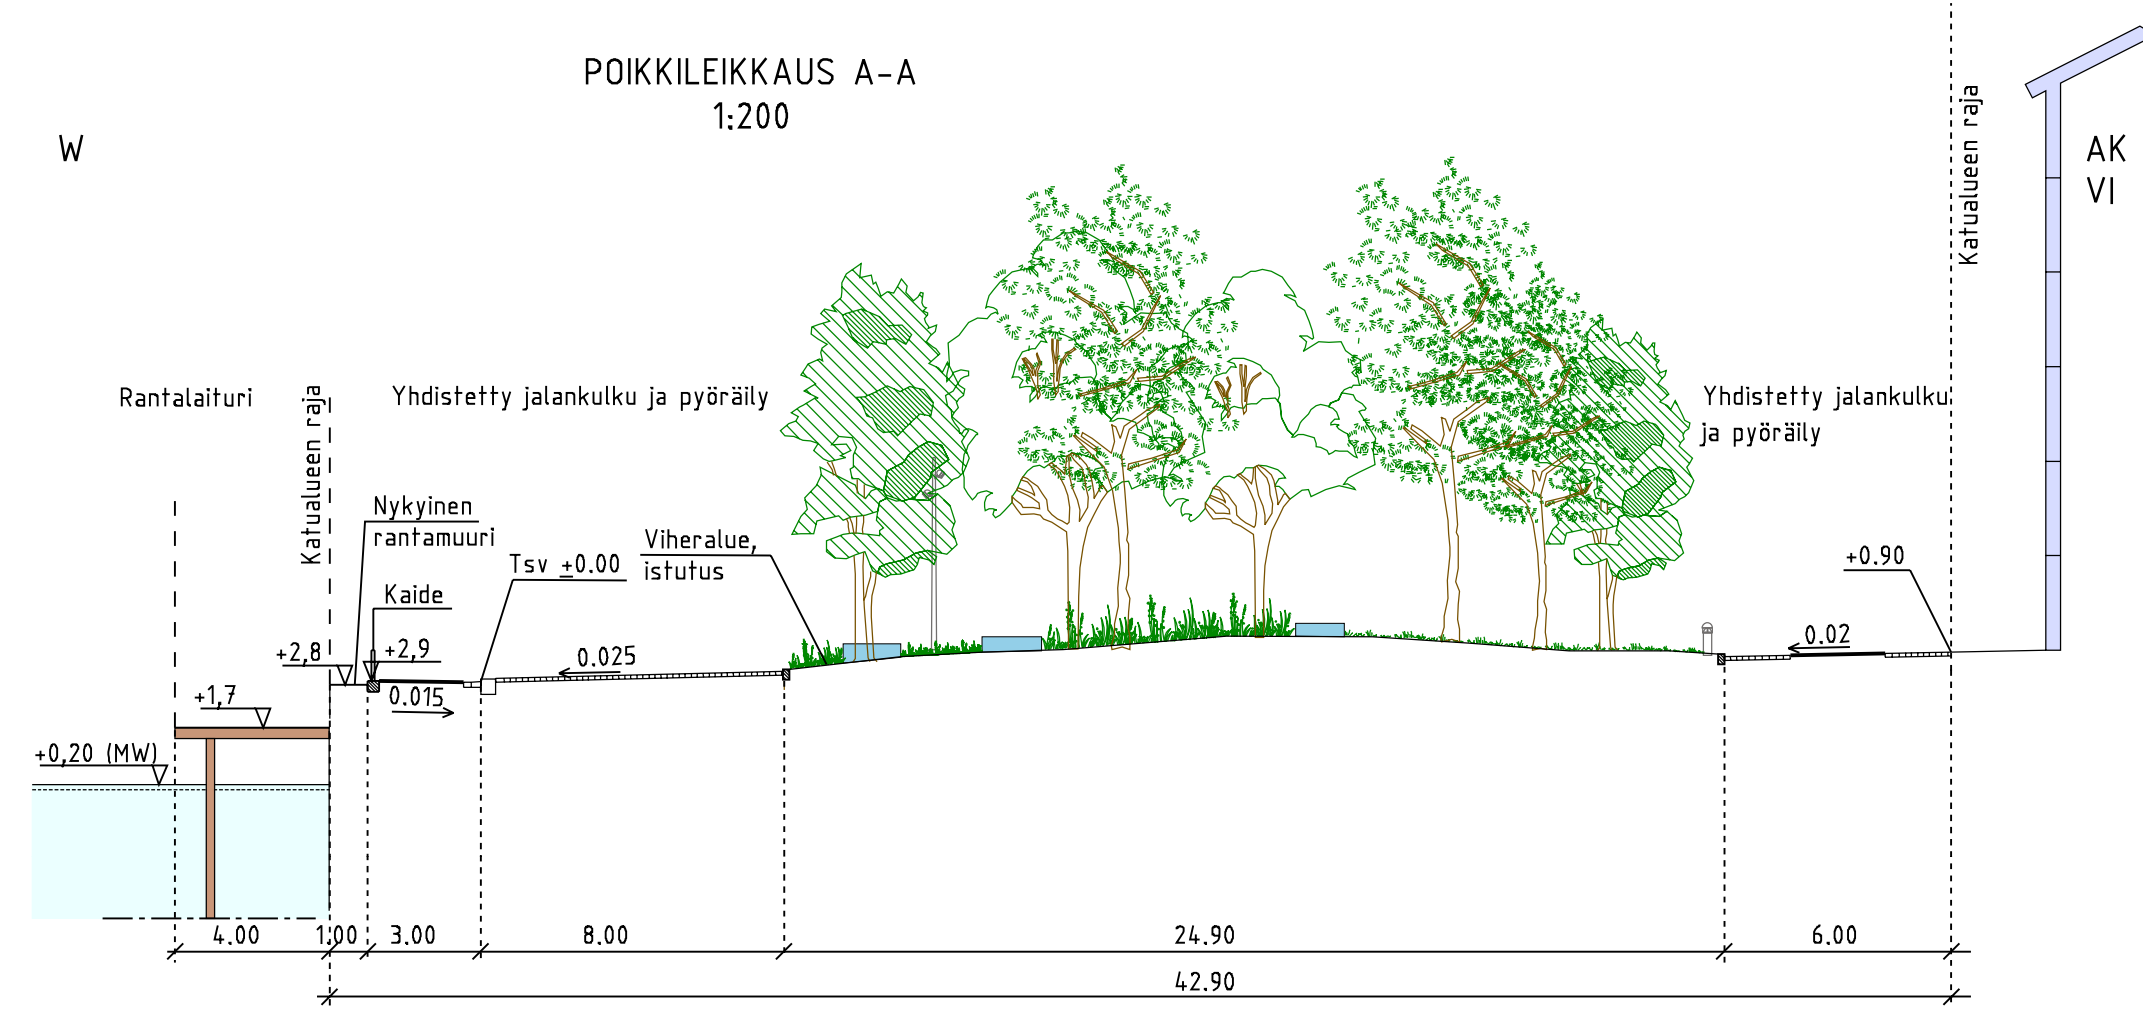 POIKKILEIKKAUS A-A
1:200
W
AK
VI
Katualueen raja
Rantalaituri
Katualueen raja
Yhdistetty jalankulku ja pyöräily
Yhdistetty jalankulku
ja pyöräily
Nykyinen
rantamuuri
Tsv ±0.00
Viheralue,
istutus
Kaide
+0.90
+2,8
+2,9
0.025
0.02
+1,7
0.015
+0,20 (MW)
4.00
1.00
3.00
8.00
24.90
6.00
42.90